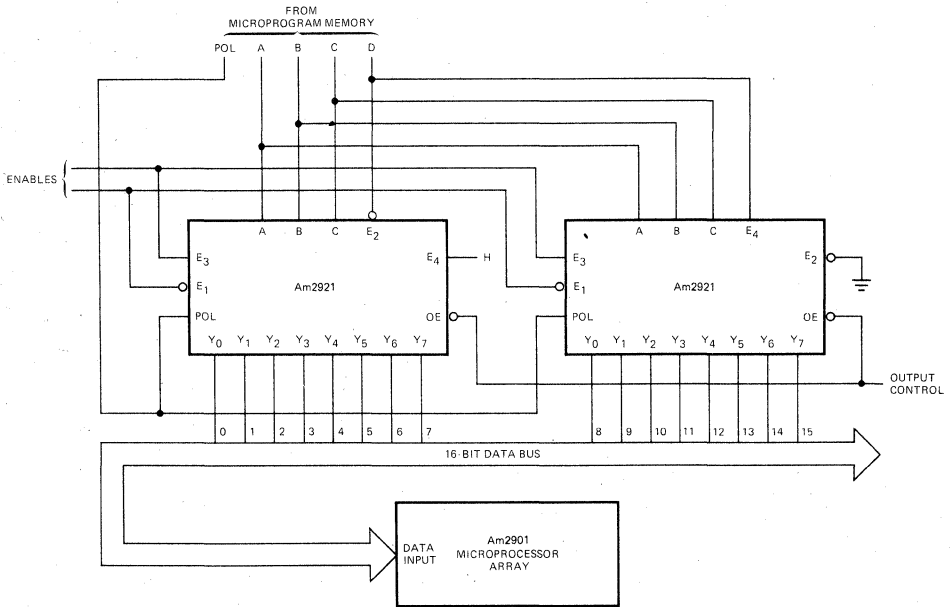 FROM
MICROPROGRAM MEMORY
POL A B C D
ENABLES
A B C E2
E3 E4 H
E1 Am2921
POL OE
Y0 Y1 Y2 Y3 Y4 Y5 Y6 Y7
A B C E4
E3 E2
E1 Am2921
POL OE
Y0 Y1 Y2 Y3 Y4 Y5 Y6 Y7
OUTPUT
CONTROL
0 1 2 3 4 5 6 7
8 9 10 11 12 13 14 15
16-BIT DATA BUS
DATA
INPUT
Am2901
MICROPROCESSOR
ARRAY